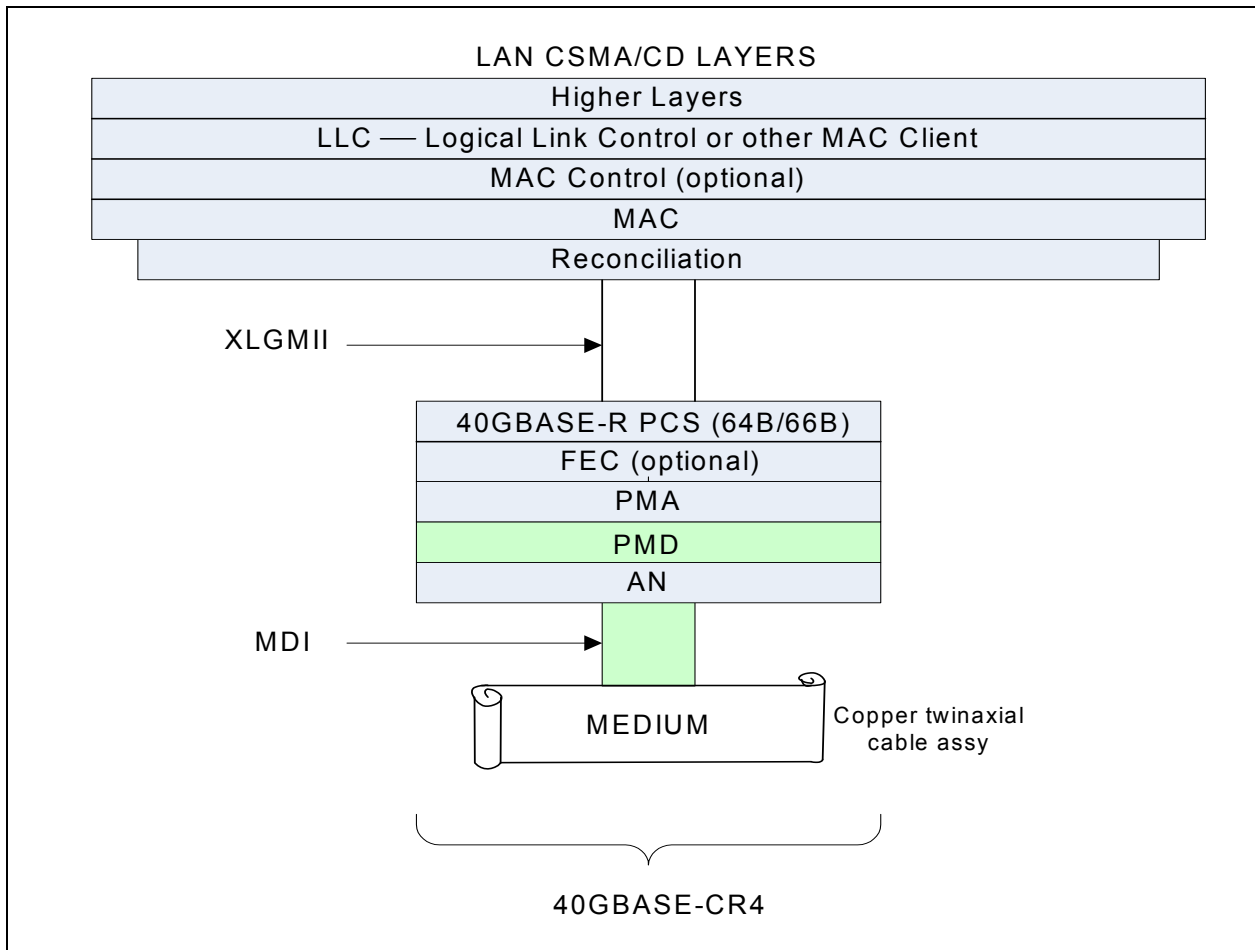 LAN CSMA/CD LAYERS
Higher Layers
LLC — Logical Link Control or other MAC Client
MAC Control (optional)
MAC
Reconciliation
XLGMII
40GBASE-R PCS (64B/66B)
FEC (optional)
PMA
PMD
AN
MDI
MEDIUM
Copper twinaxial
cable assy
40GBASE-CR4